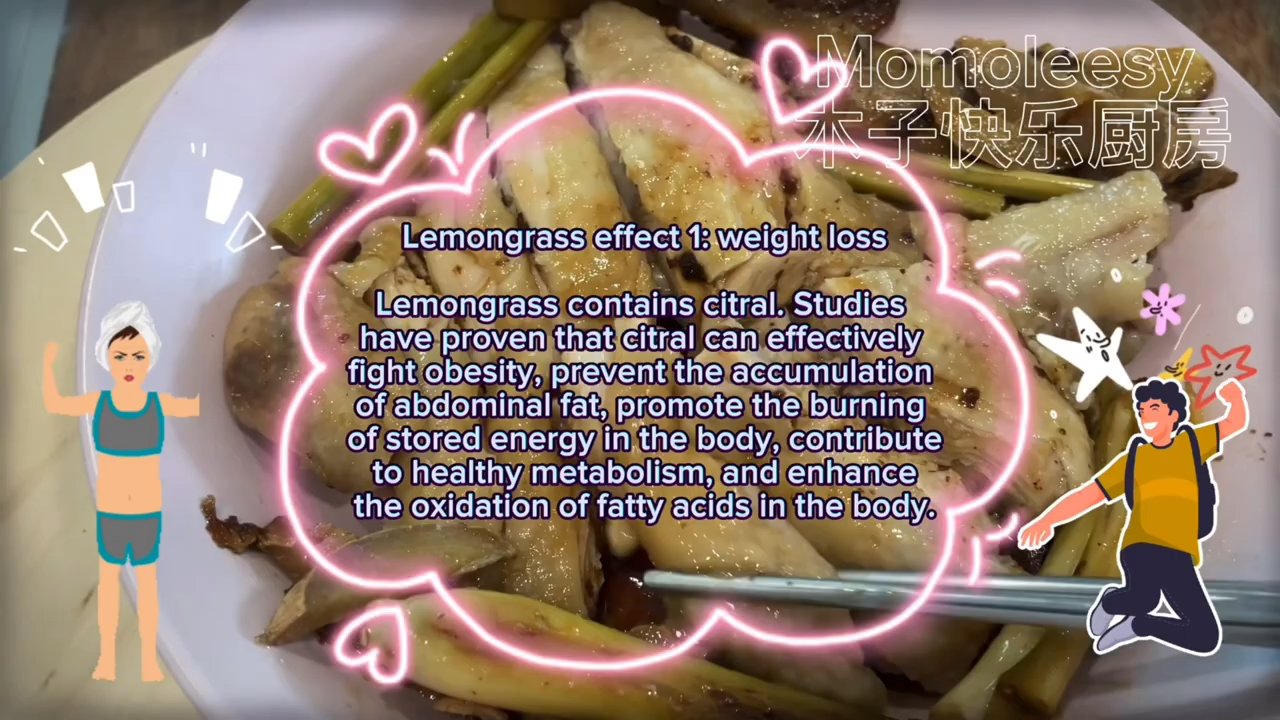 Momoleesy
木子快乐厨房
Lemongrass effect 1: weight loss
Lemongrass contains citral. Studies
have proven that citral can effectively
fight obesity, prevent the accumulation
of abdominal fat, promote the burning
of stored energy in the body, contribute
to healthy metabolism, and enhance
the oxidation of fatty acids in the body.